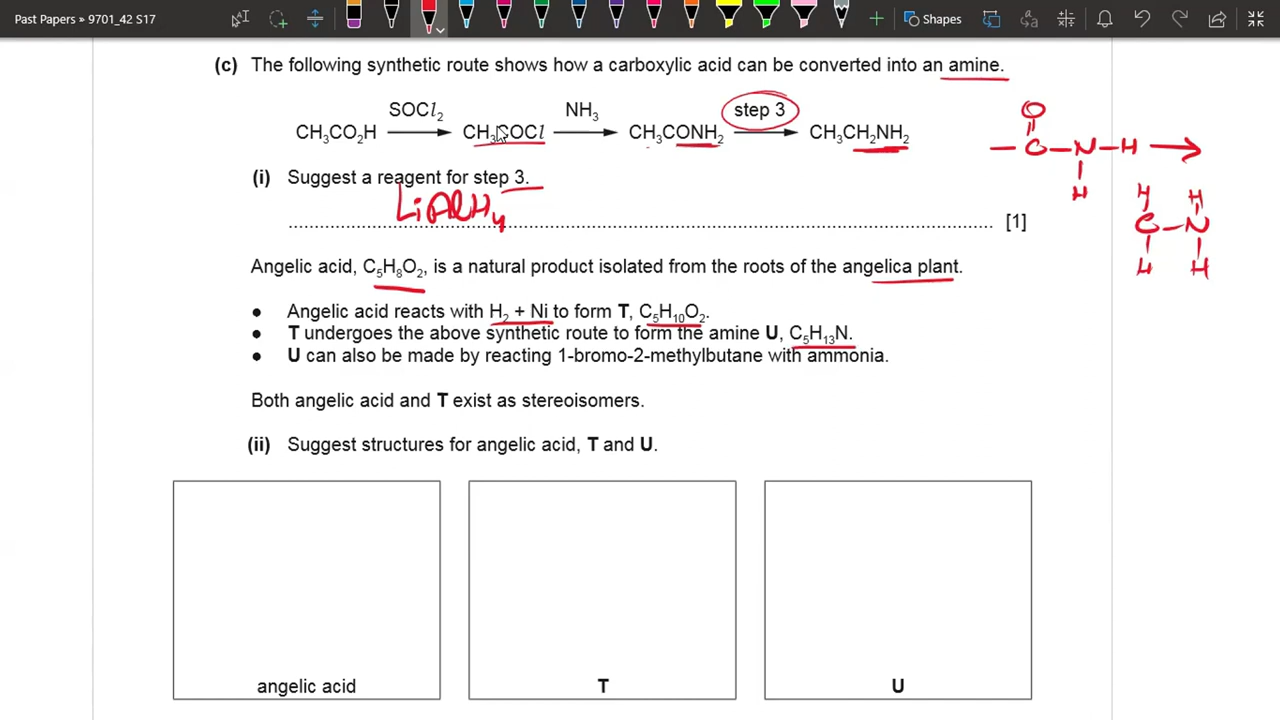 Past Papers » 9701_42 S17
Shapes
(c) The following synthetic route shows how a carboxylic acid can be converted into an amine.
SOCl₂ NH₃ step 3
CH₃CO₂H CH₃COCl CH₃CONH₂ CH₃CH₂NH₂
O
— C — N — H →
H
(i) Suggest a reagent for step 3.
LiAlH₄
[1]
H H
C — N
H H
Angelic acid, C₅H₈O₂, is a natural product isolated from the roots of the angelica plant.
● Angelic acid reacts with H₂ + Ni to form T, C₅H₁₀O₂.
● T undergoes the above synthetic route to form the amine U, C₅H₁₃N.
● U can also be made by reacting 1-bromo-2-methylbutane with ammonia.
Both angelic acid and T exist as stereoisomers.
(ii) Suggest structures for angelic acid, T and U.
angelic acid T U